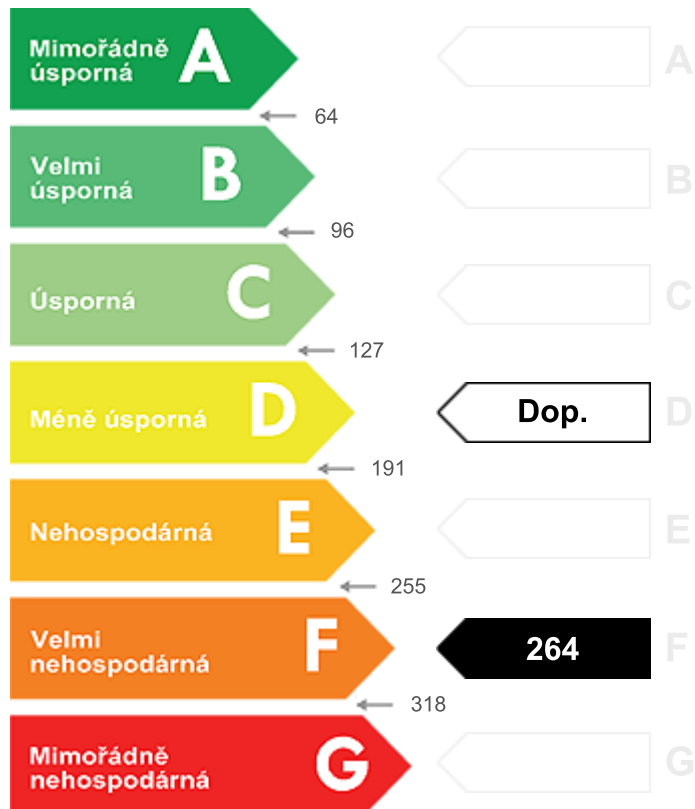 Mimořádně
úsporná
A
A
64
Velmi
úsporná
B
B
96
Úsporná
C
C
127
Méně úsporná
D
Dop.
D
191
Nehospodárná
E
E
255
Velmi
nehospodárná
F
264
F
318
Mimořádně
nehospodárná
G
G